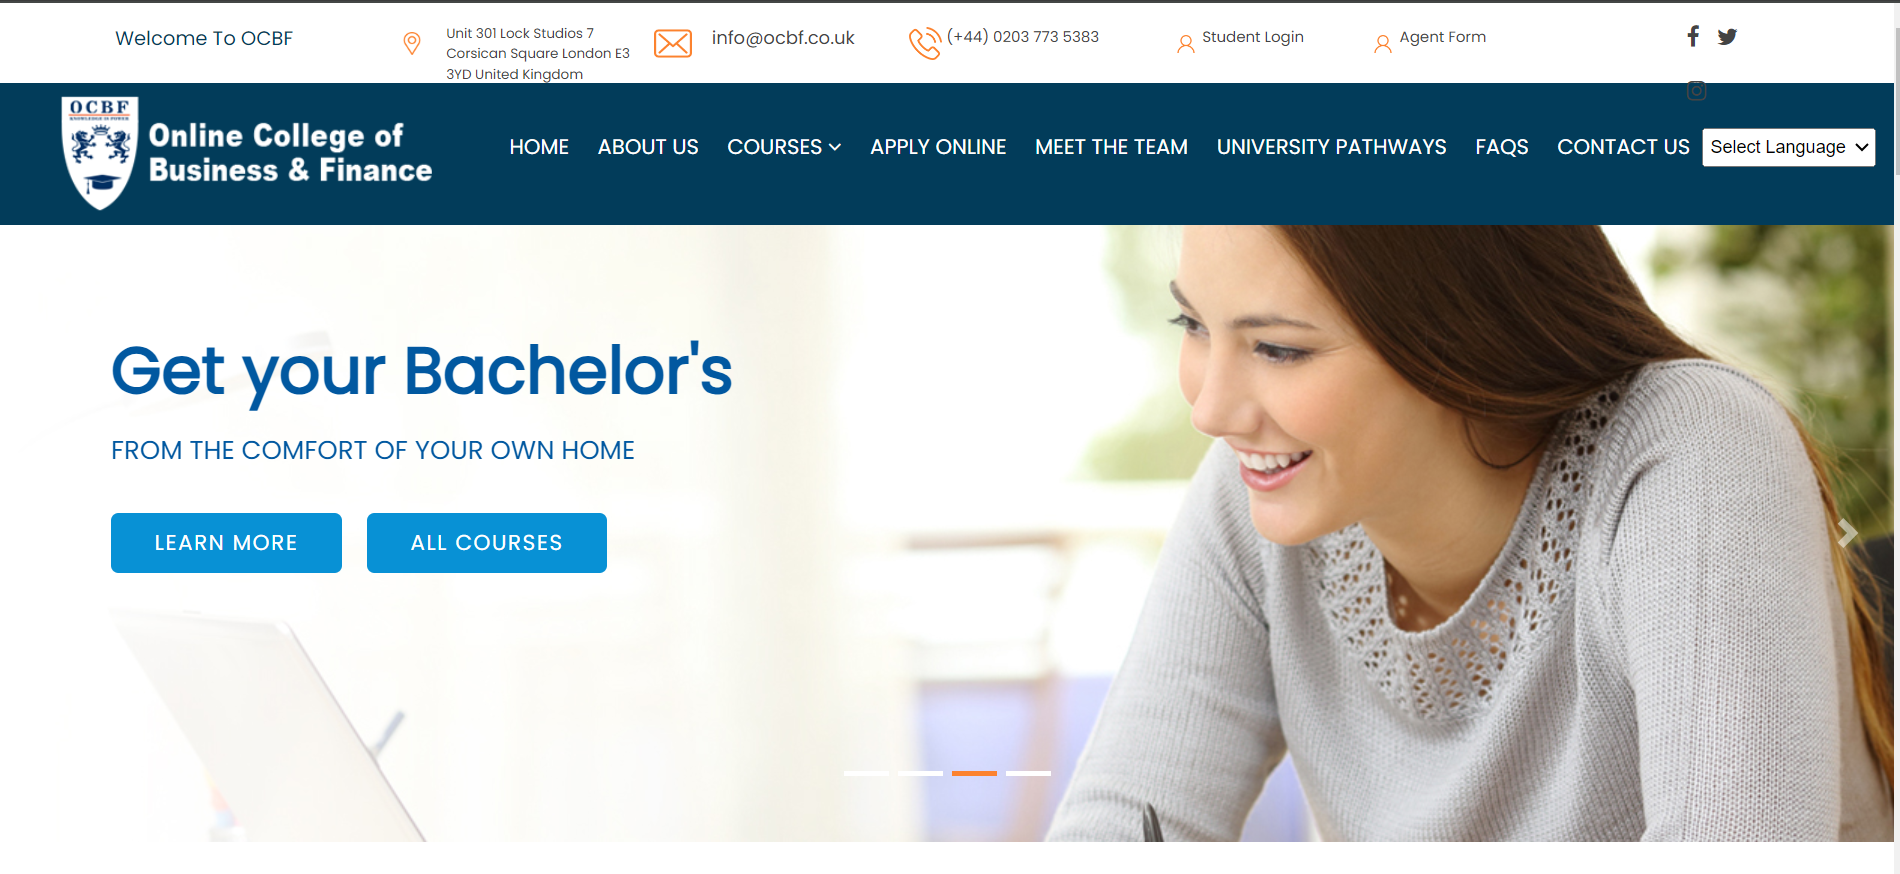 Welcome To OCBF
Unit 301 Lock Studios 7
Corsican Square London E3
3YD United Kingdom
info@ocbf.co.uk
(+44) 0203 773 5383
Student Login
Agent Form
OCBF
KNOWLEDGE IS POWER
Online College of
Business & Finance
HOME
ABOUT US
COURSES
APPLY ONLINE
MEET THE TEAM
UNIVERSITY PATHWAYS
FAQS
CONTACT US
Select Language
Get your Bachelor's
FROM THE COMFORT OF YOUR OWN HOME
LEARN MORE
ALL COURSES